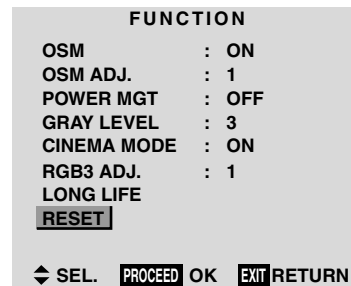 FUNCTION
OSM : ON
OSM ADJ. : 1
POWER MGT : OFF
GRAY LEVEL : 3
CINEMA MODE : ON
RGB3 ADJ. : 1
LONG LIFE
RESET
SEL. PROCEED OK EXIT RETURN